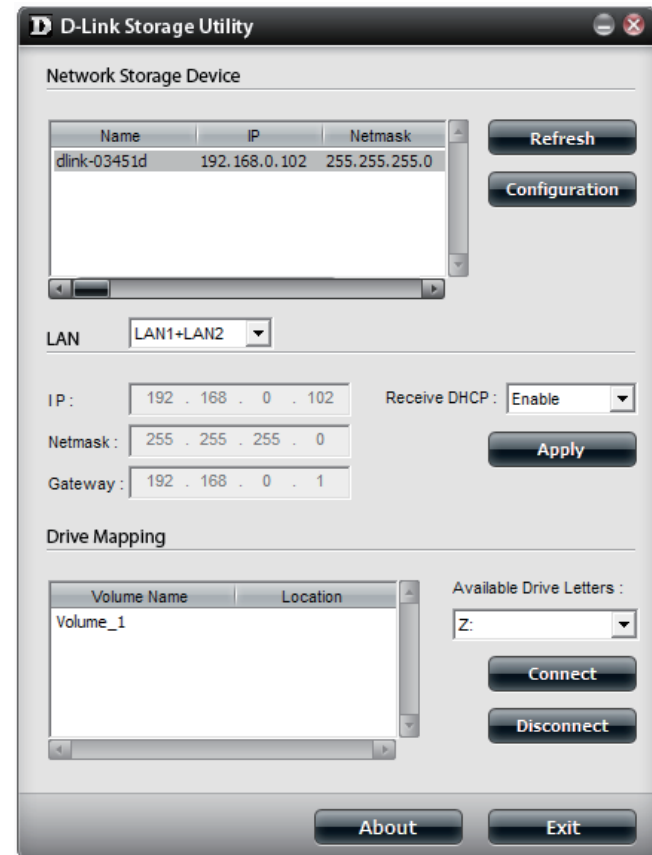 D D-Link Storage Utility
Network Storage Device
Name IP Netmask
dlink-03451d 192.168.0.102 255.255.255.0
Refresh
Configuration
LAN LAN1+LAN2
IP : 192 . 168 . 0 . 102 Receive DHCP : Enable
Netmask : 255 . 255 . 255 . 0
Apply
Gateway : 192 . 168 . 0 . 1
Drive Mapping
Volume Name Location
Volume_1
Available Drive Letters :
Z:
Connect
Disconnect
About Exit